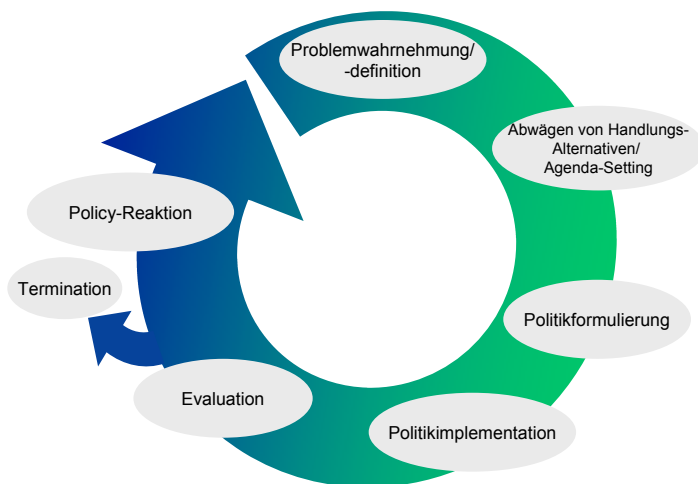 Problemwahrnehmung/
-definition
Abwägen von Handlungs-
Alternativen/
Agenda-Setting
Politikformulierung
Politikimplementation
Evaluation
Termination
Policy-Reaktion